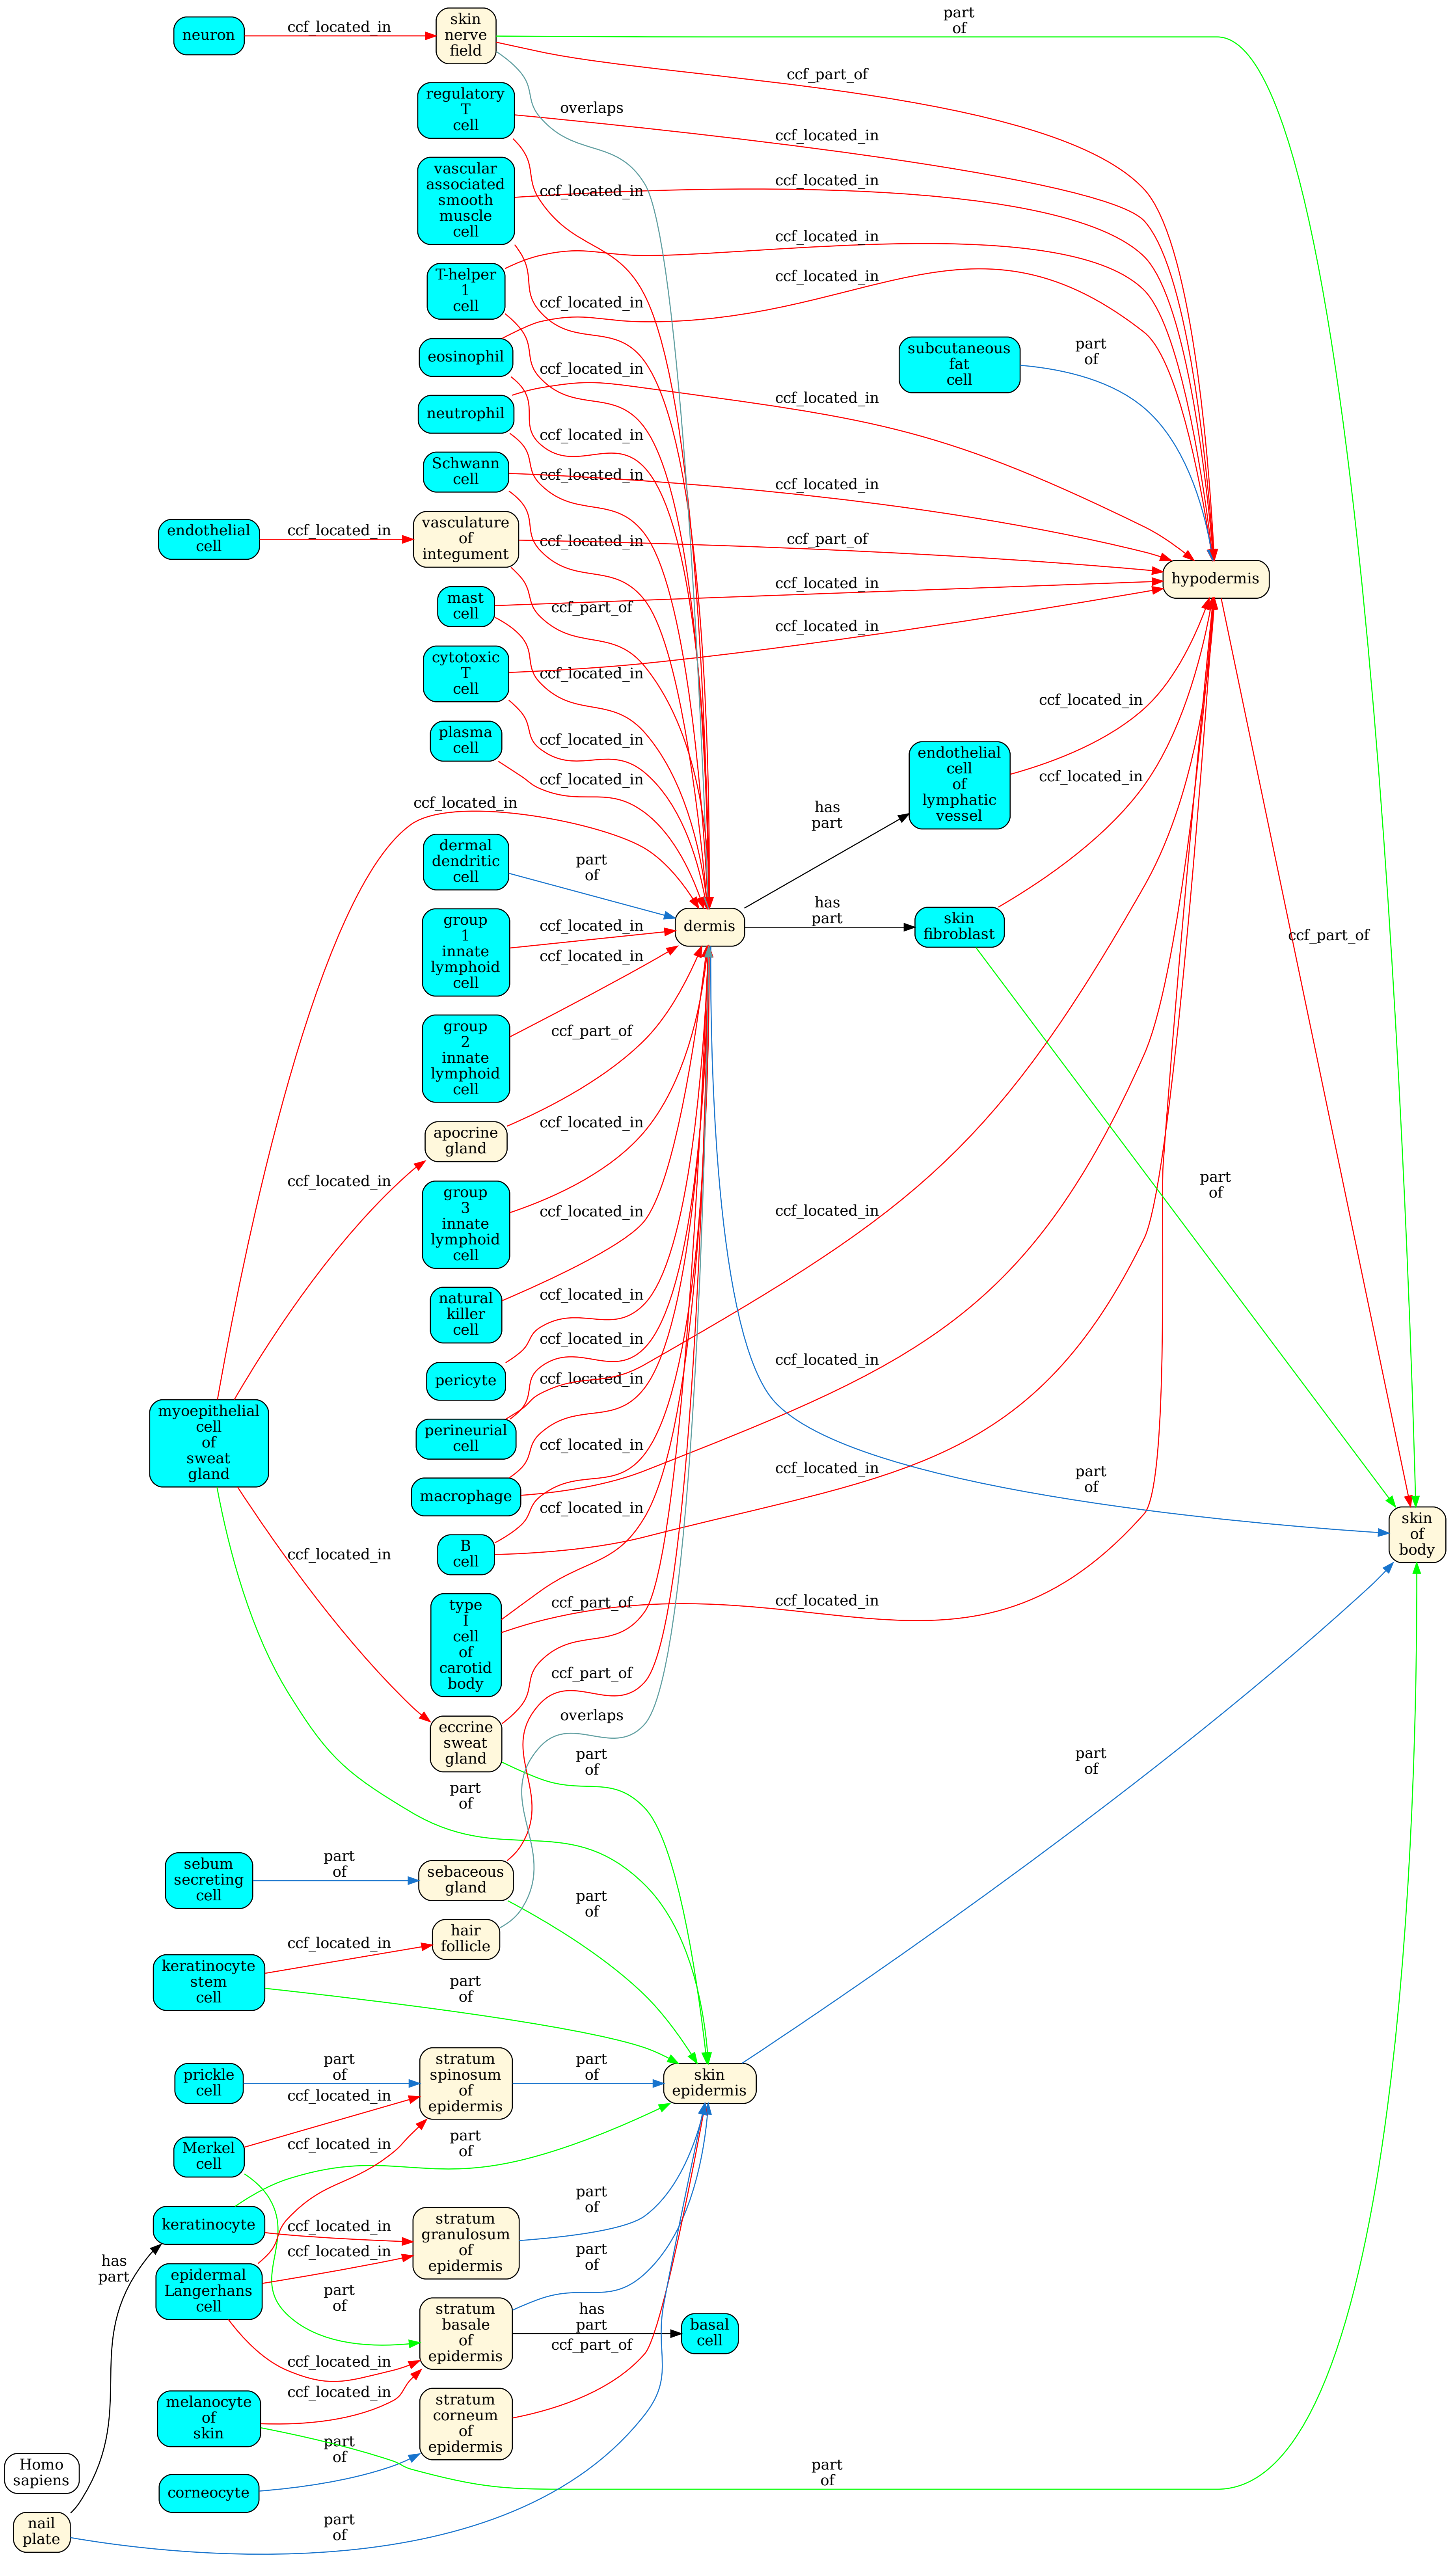 neuron
ccf_located_in
skin
nerve
field
part
of
ccf_part_of
overlaps
regulatory
T
cell
ccf_located_in
ccf_located_in
vascular
associated
smooth
muscle
cell
ccf_located_in
ccf_located_in
T-helper
1
cell
ccf_located_in
ccf_located_in
eosinophil
ccf_located_in
ccf_located_in
subcutaneous
fat
cell
part
of
neutrophil
ccf_located_in
ccf_located_in
Schwann
cell
ccf_located_in
ccf_located_in
endothelial
cell
ccf_located_in
vasculature
of
integument
ccf_part_of
ccf_part_of
hypodermis
mast
cell
ccf_located_in
ccf_located_in
cytotoxic
T
cell
ccf_located_in
ccf_located_in
plasma
cell
ccf_located_in
ccf_located_in
endothelial
cell
of
lymphatic
vessel
ccf_located_in
ccf_located_in
has
part
dermal
dendritic
cell
part
of
dermis
has
part
skin
fibroblast
ccf_part_of
group
1
innate
lymphoid
cell
ccf_located_in
ccf_located_in
group
2
innate
lymphoid
cell
ccf_part_of
apocrine
gland
ccf_located_in
ccf_located_in
group
3
innate
lymphoid
cell
ccf_located_in
ccf_located_in
part
of
natural
killer
cell
ccf_located_in
pericyte
ccf_located_in
ccf_located_in
ccf_located_in
myoepithelial
cell
of
sweat
gland
perineurial
cell
ccf_located_in
macrophage
ccf_located_in
part
of
skin
of
body
B
cell
ccf_located_in
ccf_located_in
type
I
cell
of
carotid
body
ccf_part_of
ccf_located_in
ccf_part_of
overlaps
eccrine
sweat
gland
part
of
part
of
part
of
sebum
secreting
cell
part
of
sebaceous
gland
part
of
hair
follicle
keratinocyte
stem
cell
ccf_located_in
part
of
prickle
cell
part
of
ccf_located_in
stratum
spinosum
of
epidermis
part
of
skin
epidermis
Merkel
cell
ccf_located_in
part
of
keratinocyte
ccf_located_in
ccf_located_in
stratum
granulosum
of
epidermis
part
of
has
part
epidermal
Langerhans
cell
part
of
part
of
stratum
basale
of
epidermis
has
part
ccf_part_of
basal
cell
ccf_located_in
ccf_located_in
melanocyte
of
skin
stratum
corneum
of
epidermis
part
of
part
of
Homo
sapiens
corneocyte
nail
plate
part
of